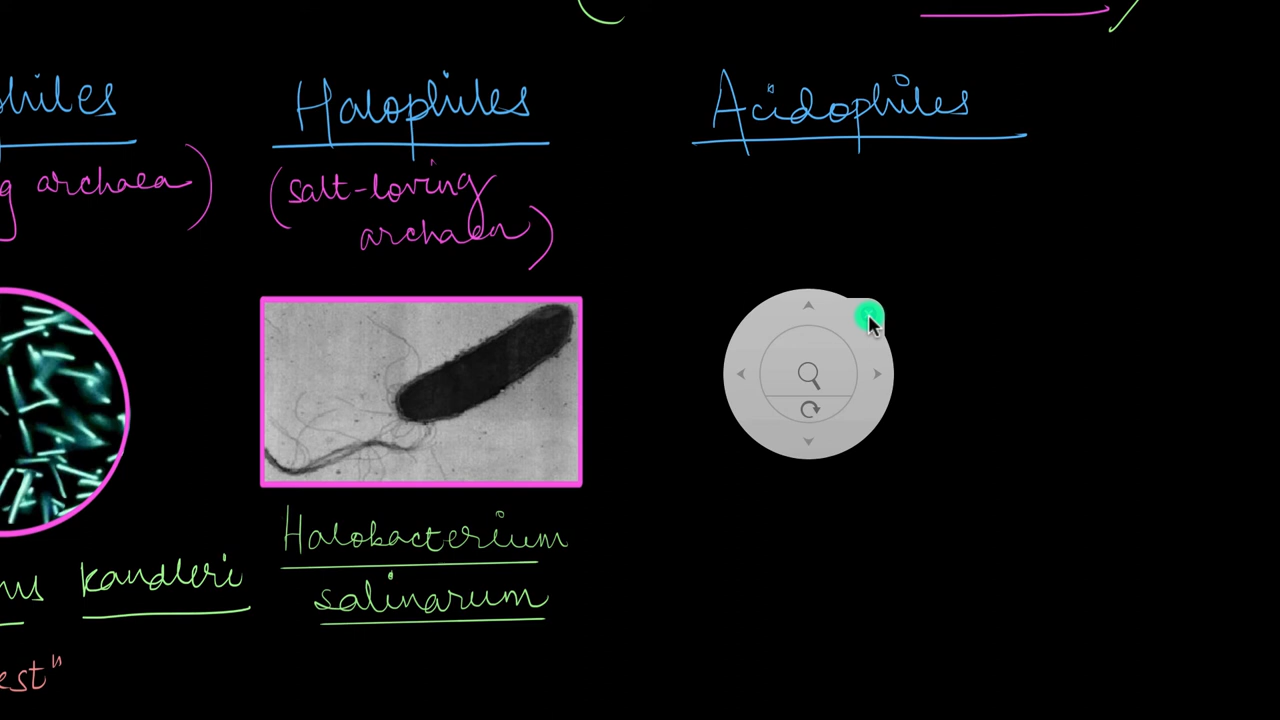 Halophiles
Acidophiles
archaea)
(salt-loving
archaea)
Halobacterium
kandleri
salinarum